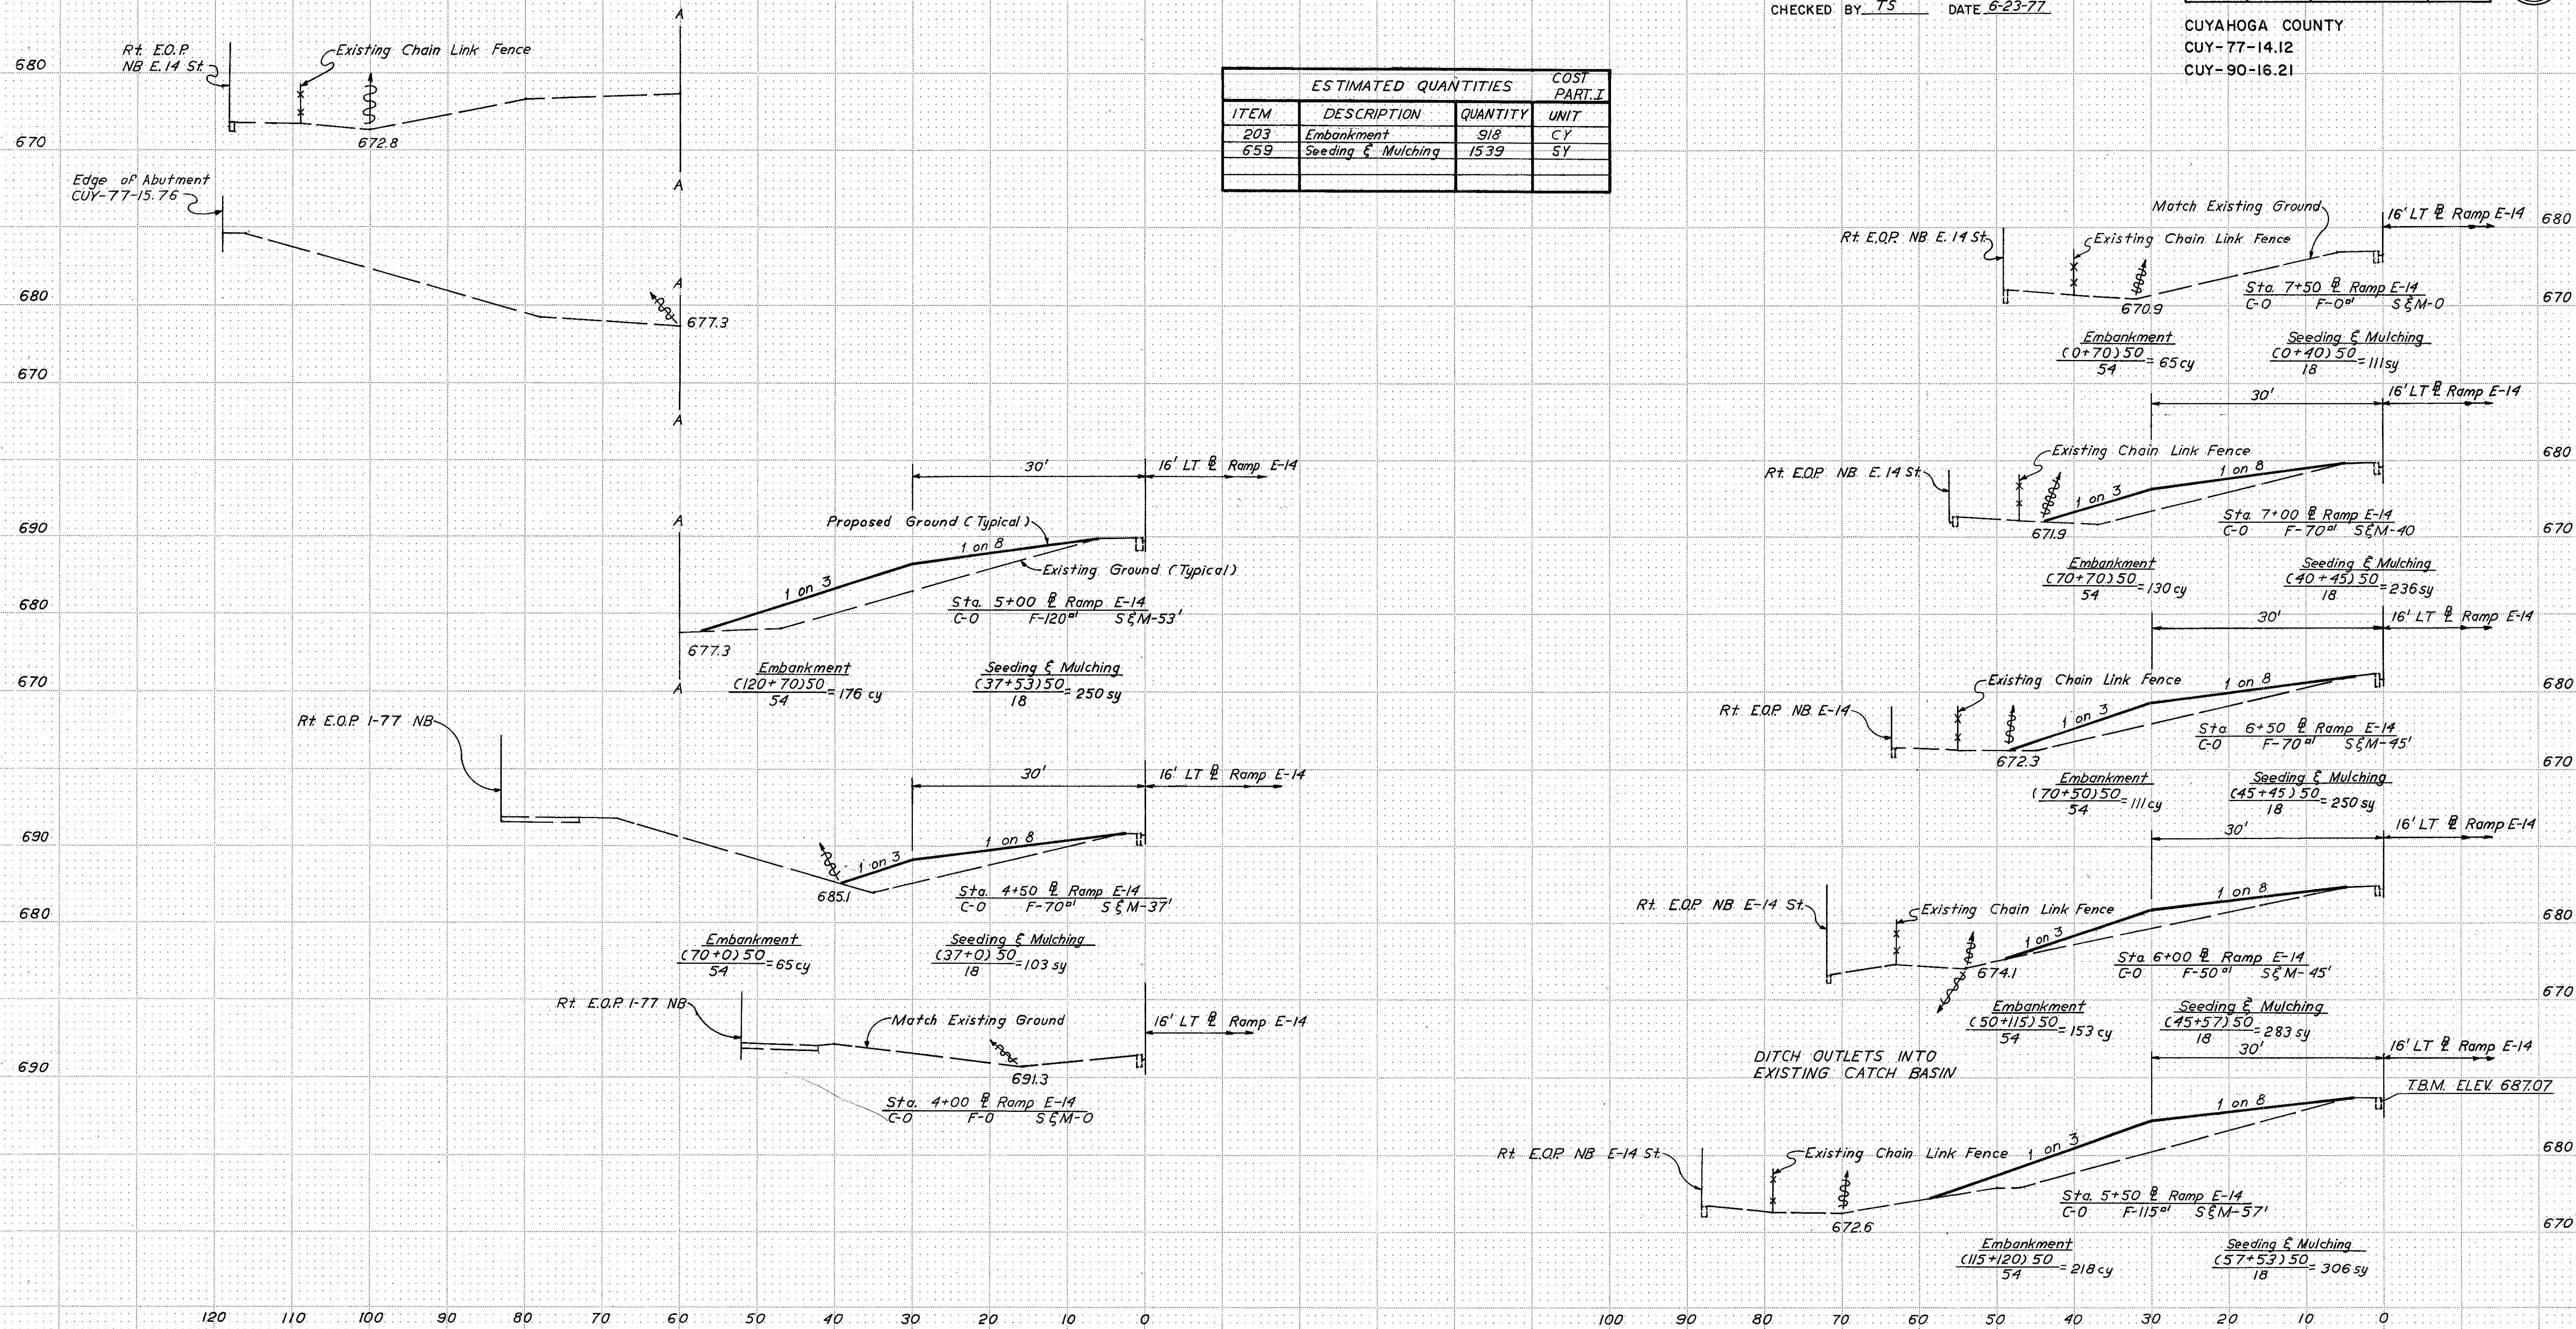 CHECKED BY TS DATE 6-23-77
CUYAHOGA COUNTY
CUY-77-14.12
CUY-90-16.21
ESTIMATED QUANTITIES COST PART.I
ITEM DESCRIPTION QUANTITY UNIT
203 Embankment 918 CY
659 Seeding & Mulching 1539 SY
680
Rt. E.O.P.
NB E.14 St.
Existing Chain Link Fence
A
672.8
670
A
Edge of Abutment
CUY-77-15.76
A
680
677.3
670
A
30'
16' LT ℄ Ramp E-14
690
A
Proposed Ground (Typical)
1 on 8
1 on 3
Existing Ground (Typical)
680
Sta. 5+00 ℄ Ramp E-14
C-0 F-120▫' S&M-53'
677.3
670
A
Embankment
(120+70)50
54
=176 cy
Seeding & Mulching
(37+53)50
18
=250 sy
Rt. E.O.P. I-77 NB
30'
16' LT ℄ Ramp E-14
690
1 on 3
1 on 8
685.1
Sta. 4+50 ℄ Ramp E-14
C-0 F-70▫' S&M-37'
680
Embankment
(70+0)50
54
=65 cy
Seeding & Mulching
(37+0)50
18
=103 sy
Rt. E.O.P. I-77 NB
Match Existing Ground
16' LT ℄ Ramp E-14
690
691.3
Sta. 4+00 ℄ Ramp E-14
C-0 F-0 S&M-0
120 110 100 90 80 70 60 50 40 30 20 10 0
Match Existing Ground
16' LT ℄ Ramp E-14
680
Rt. E.O.P. NB E.14 St.
Existing Chain Link Fence
670.9
Sta. 7+50 ℄ Ramp E-14
C-0 F-0▫' S&M-0
670
Embankment
(0+70)50
54
=65 cy
Seeding & Mulching
(0+40)50
18
=111 sy
30'
16' LT ℄ Ramp E-14
680
Existing Chain Link Fence
Rt. E.O.P. NB E.14 St.
1 on 3
1 on 8
671.9
Sta. 7+00 ℄ Ramp E-14
C-0 F-70▫' S&M-40
670
Embankment
(70+70)50
54
=130 cy
Seeding & Mulching
(40+45)50
18
=236 sy
30'
16' LT ℄ Ramp E-14
680
Existing Chain Link Fence
Rt. E.O.P. NB E-14
1 on 3
1 on 8
672.3
Sta. 6+50 ℄ Ramp E-14
C-0 F-70▫' S&M-45'
670
Embankment
(70+50)50
54
=111 cy
Seeding & Mulching
(45+45)50
18
=250 sy
30'
16' LT ℄ Ramp E-14
680
Rt. E.O.P. NB E-14 St.
Existing Chain Link Fence
1 on 3
1 on 8
674.1
Sta 6+00 ℄ Ramp E-14
C-0 F-50▫' S&M-45'
670
Embankment
(50+115)50
54
=153 cy
Seeding & Mulching
(45+57)50
18
=283 sy
DITCH OUTLETS INTO
EXISTING CATCH BASIN
30'
16' LT ℄ Ramp E-14
T.B.M. ELEV. 687.07
680
Rt. E.O.P. NB E-14 St.
Existing Chain Link Fence
1 on 3
1 on 8
672.6
Sta. 5+50 ℄ Ramp E-14
C-0 F-115▫' S&M-57'
670
Embankment
(115+120)50
54
=218 cy
Seeding & Mulching
(57+53)50
18
=306 sy
100 90 80 70 60 50 40 30 20 10 0